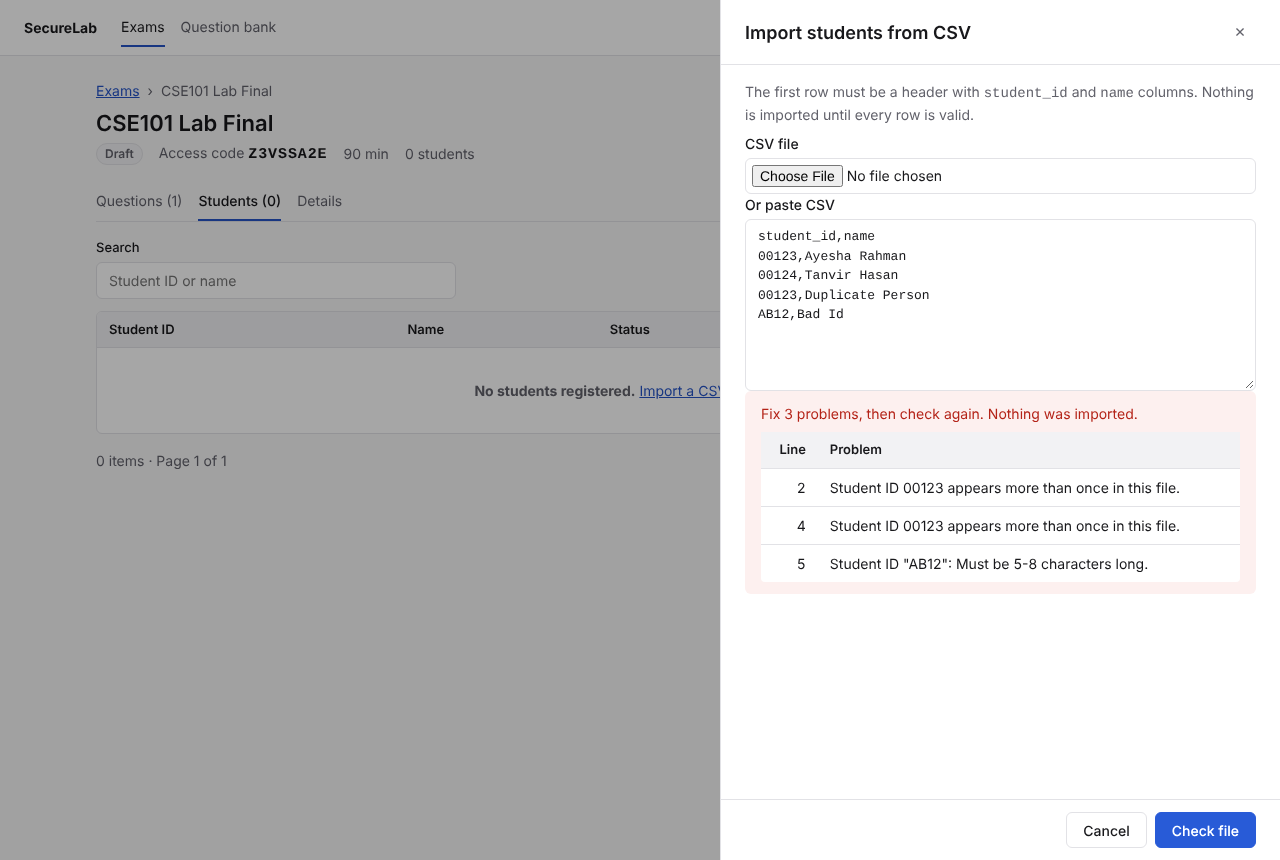 SecureLab Exams Question bank
Exams › CSE101 Lab Final
CSE101 Lab Final
Draft Access code Z3VSSA2E 90 min 0 students
Questions (1) Students (0) Details
Search
Student ID or name
Student ID Name Status
No students registered. Import a CSV
0 items · Page 1 of 1
Import students from CSV ×
The first row must be a header with student_id and name columns. Nothing
is imported until every row is valid.
CSV file
Choose File No file chosen
Or paste CSV
student_id,name
00123,Ayesha Rahman
00124,Tanvir Hasan
00123,Duplicate Person
AB12,Bad Id
Fix 3 problems, then check again. Nothing was imported.
Line Problem
2 Student ID 00123 appears more than once in this file.
4 Student ID 00123 appears more than once in this file.
5 Student ID "AB12": Must be 5-8 characters long.
Cancel Check file